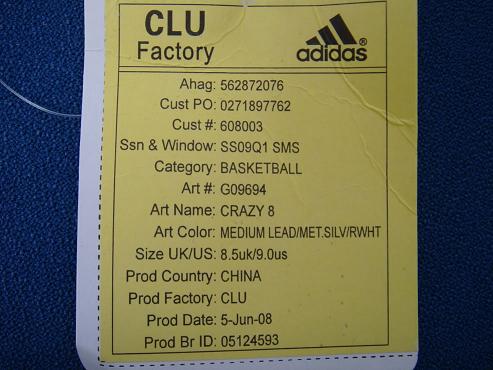 CLU
Factory
adidas®
Ahag: 562872076
Cust PO: 0271897762
Cust #: 608003
Ssn & Window: SS09Q1 SMS
Category: BASKETBALL
Art #: G09694
Art Name: CRAZY 8
Art Color: MEDIUM LEAD/MET.SILV/RWHT
Size UK/US: 8.5uk/9.0us
Prod Country: CHINA
Prod Factory: CLU
Prod Date: 5-Jun-08
Prod Br ID: 05124593